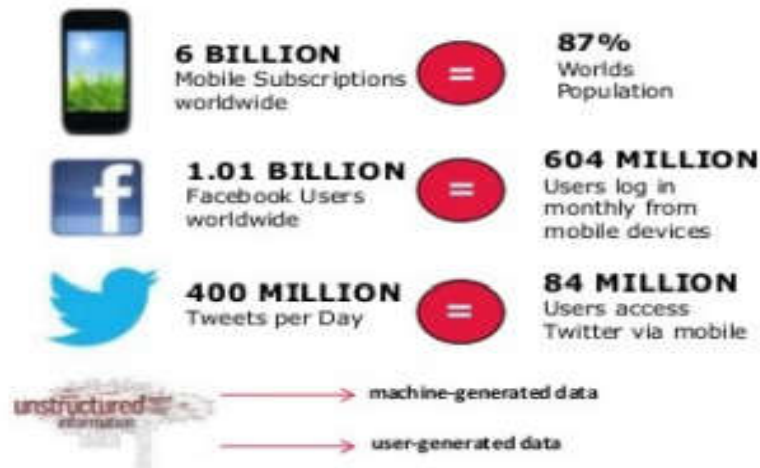 6 BILLION
Mobile Subscriptions
worldwide
=
87%
Worlds
Population
1.01 BILLION
Facebook Users
worldwide
=
604 MILLION
Users log in
monthly from
mobile devices
f
400 MILLION
Tweets per Day
=
84 MILLION
Users access
Twitter via mobile
unstructured
information
machine-generated data
user-generated data